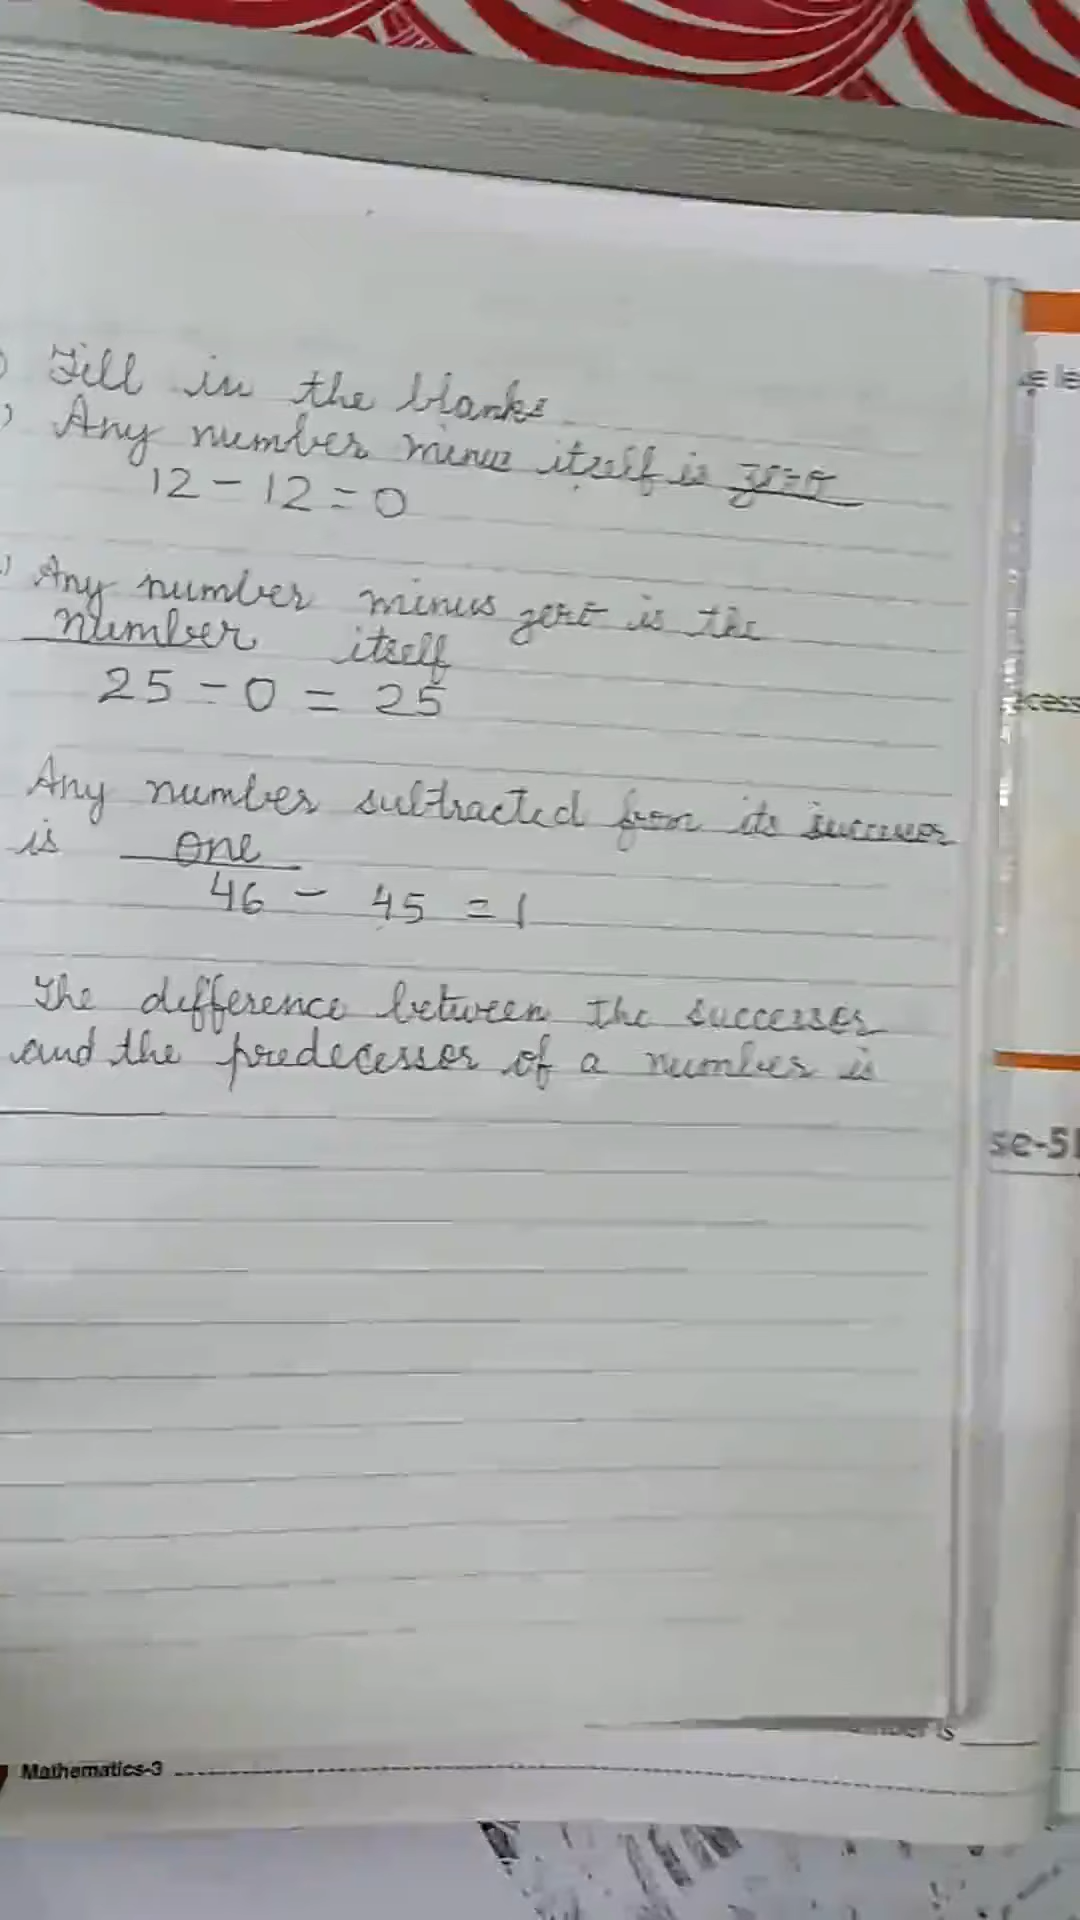 Fill in the blanks
Any number minus itself is zero
12 - 12 = 0
Any number minus zero is the
number itself
25 - 0 = 25
Any number subtracted from its successor
is one
46 - 45 = 1
The difference between the successor
and the predecessor of a number is
Mathematics-3